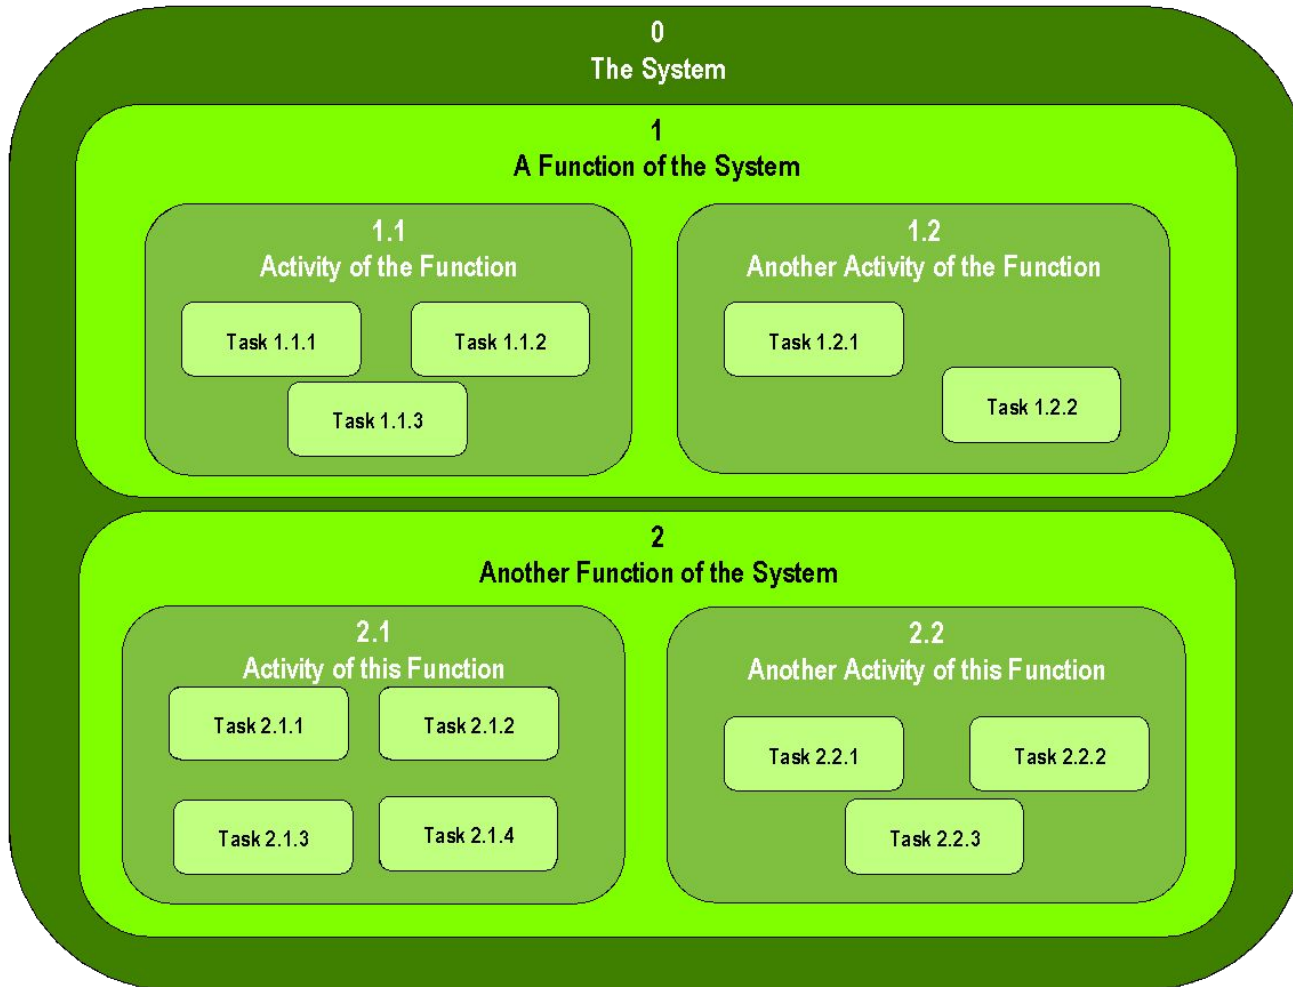 0
The System
1
A Function of the System
1.1
Activity of the Function
Task 1.1.1
Task 1.1.2
Task 1.1.3
1.2
Another Activity of the Function
Task 1.2.1
Task 1.2.2
2
Another Function of the System
2.1
Activity of this Function
Task 2.1.1
Task 2.1.2
Task 2.1.3
Task 2.1.4
2.2
Another Activity of this Function
Task 2.2.1
Task 2.2.2
Task 2.2.3